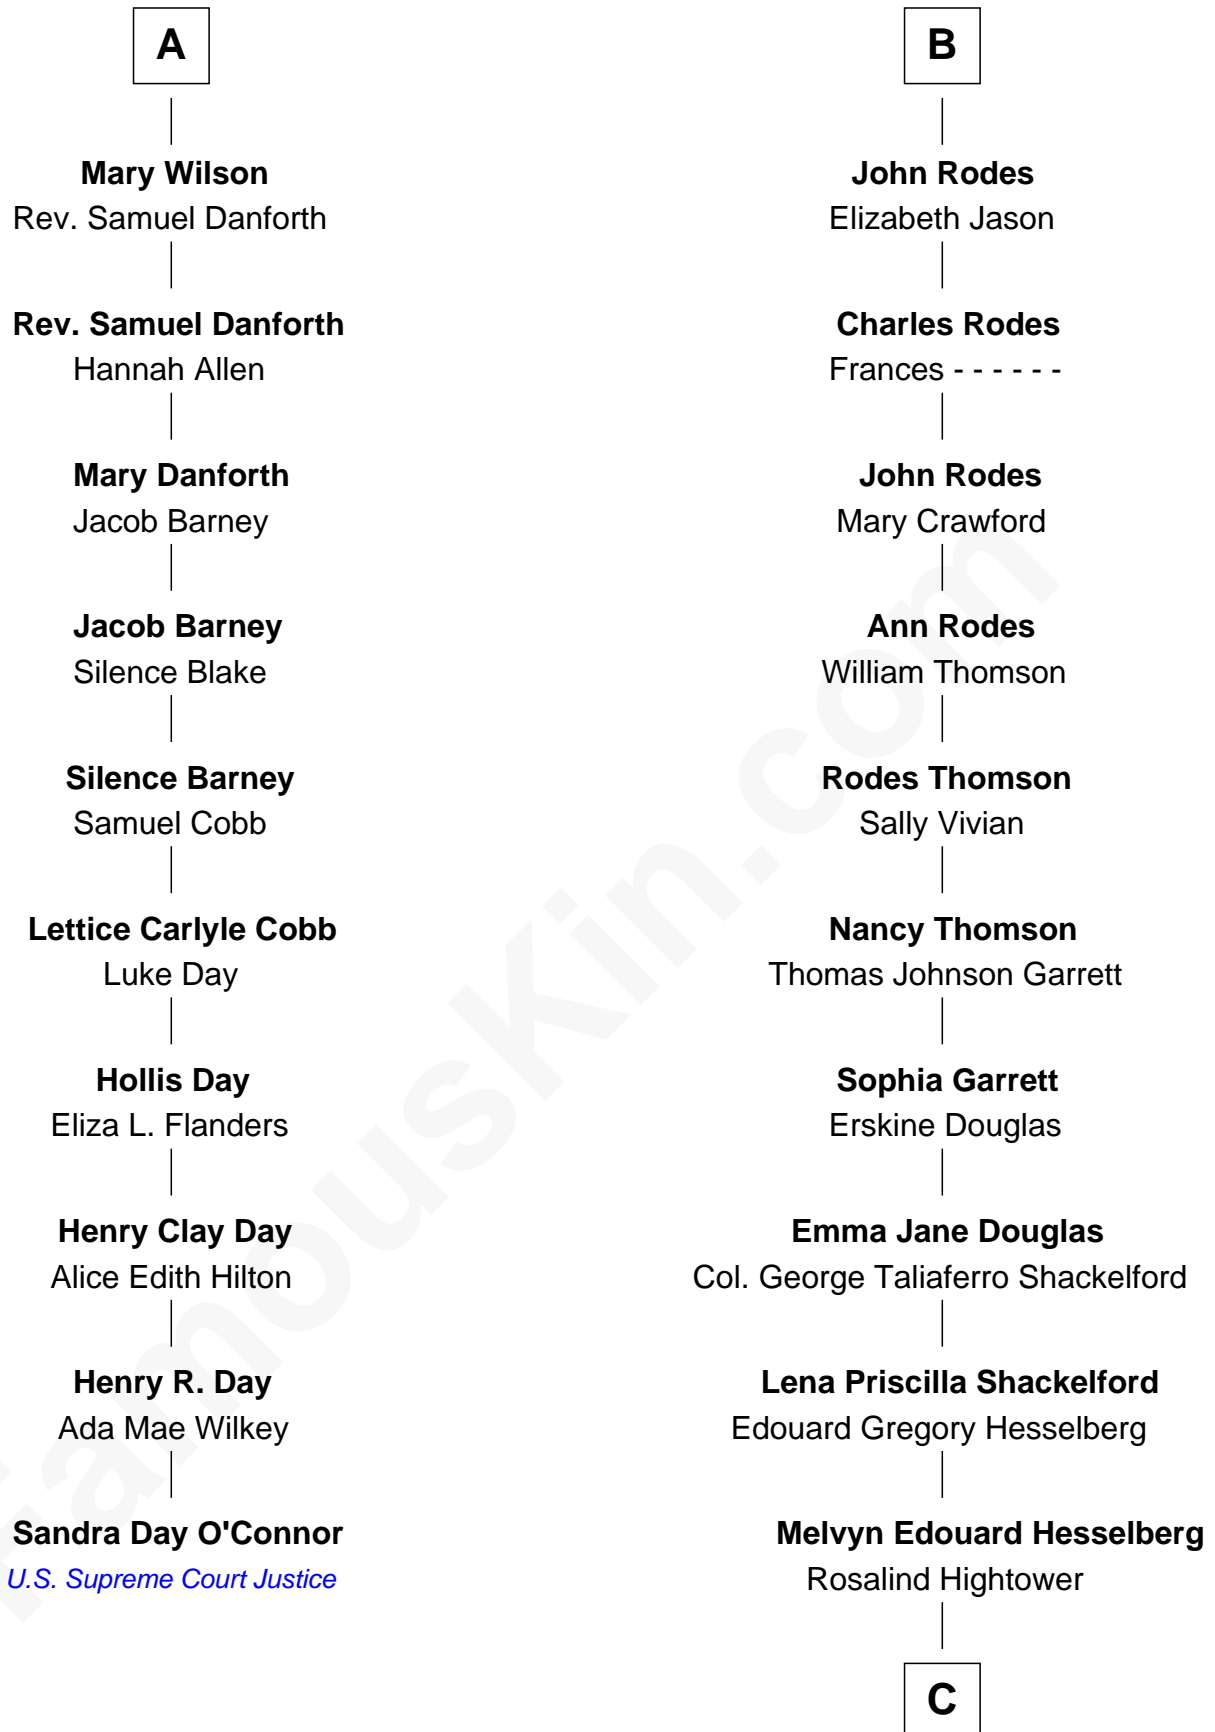 A
Mary Wilson
Rev. Samuel Danforth
Rev. Samuel Danforth
Hannah Allen
Mary Danforth
Jacob Barney
Jacob Barney
Silence Blake
Silence Barney
Samuel Cobb
Lettice Carlyle Cobb
Luke Day
Hollis Day
Eliza L. Flanders
Henry Clay Day
Alice Edith Hilton
Henry R. Day
Ada Mae Wilkey
Sandra Day O'Connor
U.S. Supreme Court Justice
B
John Rodes
Elizabeth Jason
Charles Rodes
Frances - - - - - -
John Rodes
Mary Crawford
Ann Rodes
William Thomson
Rodes Thomson
Sally Vivian
Nancy Thomson
Thomas Johnson Garrett
Sophia Garrett
Erskine Douglas
Emma Jane Douglas
Col. George Taliaferro Shackelford
Lena Priscilla Shackelford
Edouard Gregory Hesselberg
Melvyn Edouard Hesselberg
Rosalind Hightower
C
FamousKin.com